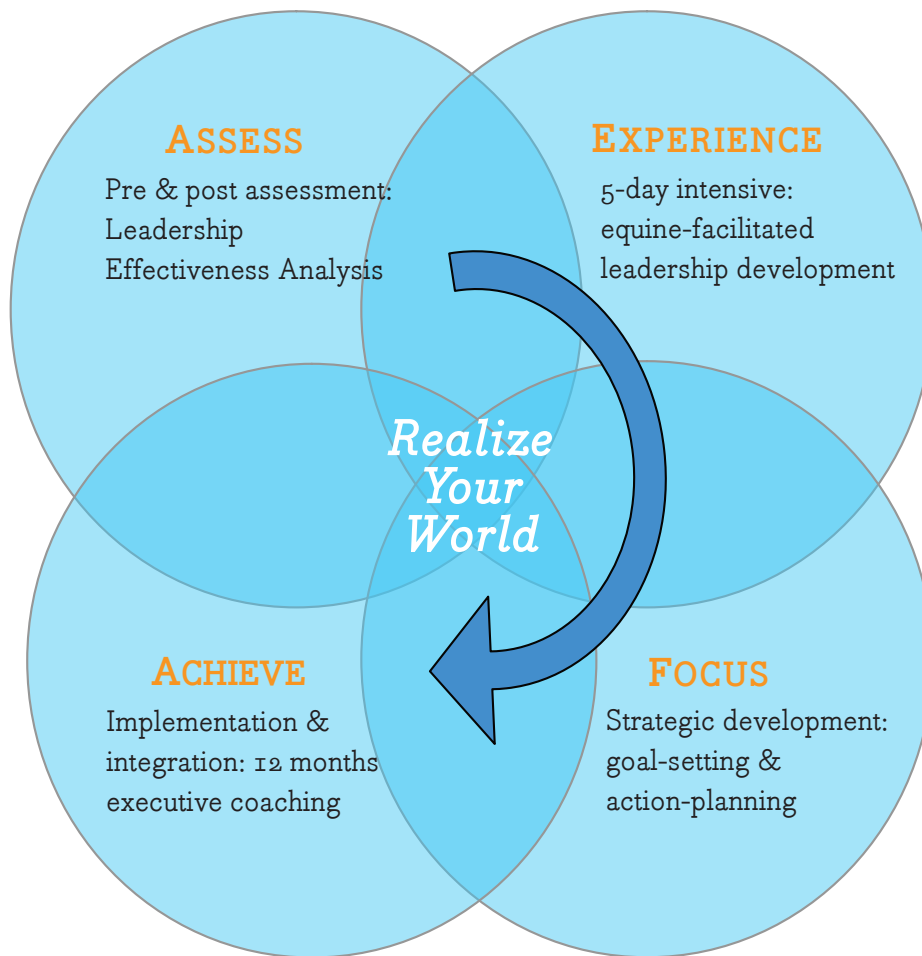 ASSESS
Pre & post assessment:
Leadership
Effectiveness Analysis
EXPERIENCE
5-day intensive:
equine-facilitated
leadership development
Realize
Your
World
ACHIEVE
Implementation &
integration: 12 months
executive coaching
FOCUS
Strategic development:
goal-setting &
action-planning